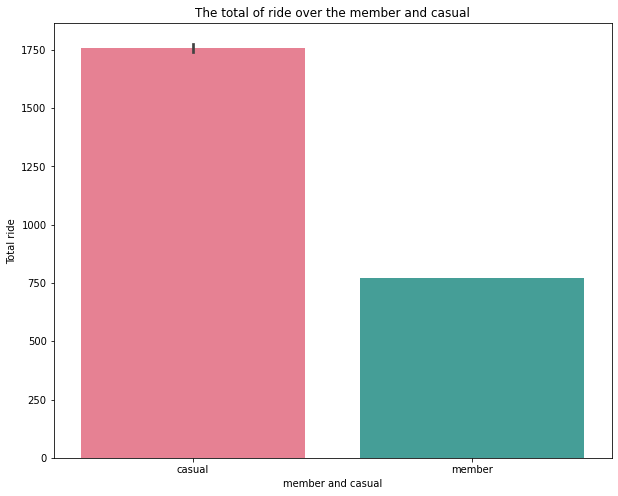 The total of ride over the member and casual
Total ride
1750
1500
1250
1000
750
500
250
0
casual member
member and casual